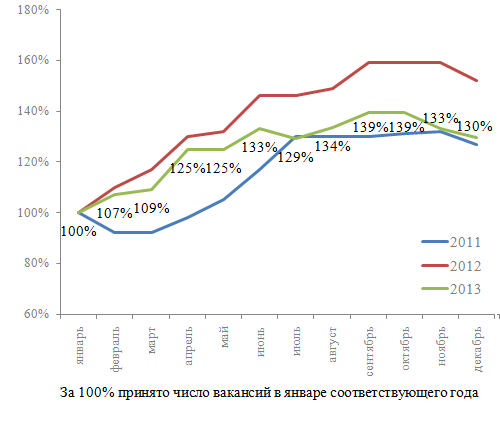 180%
160%
140%
120%
100%
80%
60%
100%
107%
109%
125%
125%
133%
129%
134%
139%
139%
133%
130%
2011
2012
2013
январь
февраль
март
апрель
май
июнь
июль
август
сентябрь
октябрь
ноябрь
декабрь
За 100% принято число вакансий в январе соответствующего года